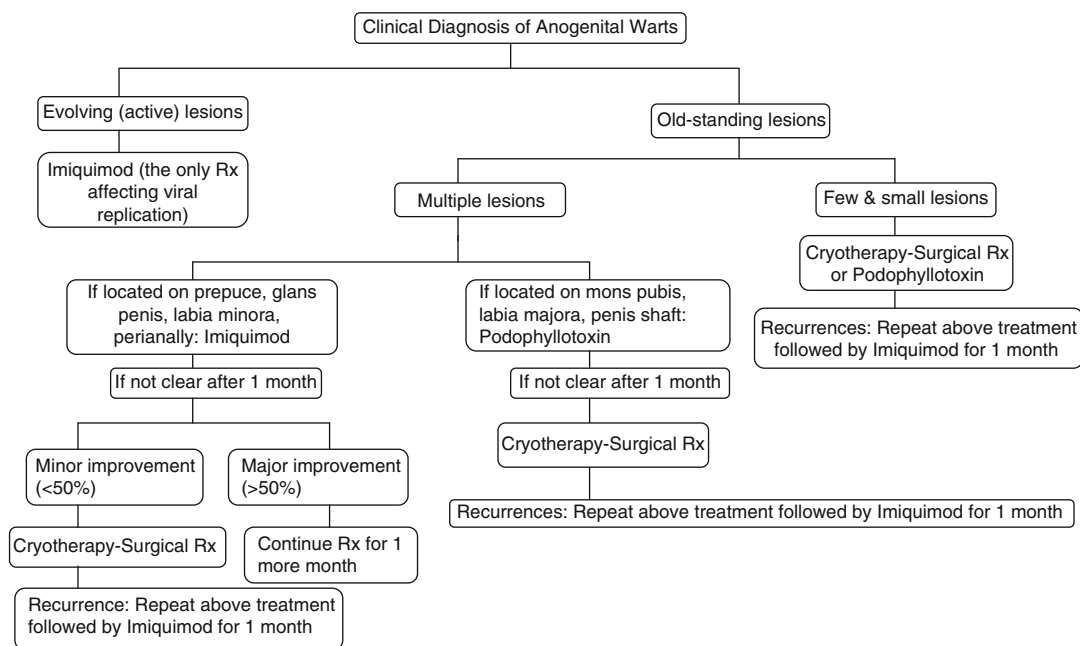 Clinical Diagnosis of Anogenital Warts
Evolving (active) lesions
Imiquimod (the only Rx
affecting viral
replication)
Old-standing lesions
Multiple lesions
If located on prepuce, glans
penis, labia minora,
perianally: Imiquimod
If not clear after 1 month
Minor improvement
(<50%)
Cryotherapy-Surgical Rx
Recurrence: Repeat above treatment
followed by Imiquimod for 1 month
Major improvement
(>50%)
Continue Rx for 1
more month
If located on mons pubis,
labia majora, penis shaft:
Podophyllotoxin
If not clear after 1 month
Cryotherapy-Surgical Rx
Recurrences: Repeat above treatment followed by Imiquimod for 1 month
Few & small lesions
Cryotherapy-Surgical Rx
or Podophyllotoxin
Recurrences: Repeat above treatment
followed by Imiquimod for 1 month